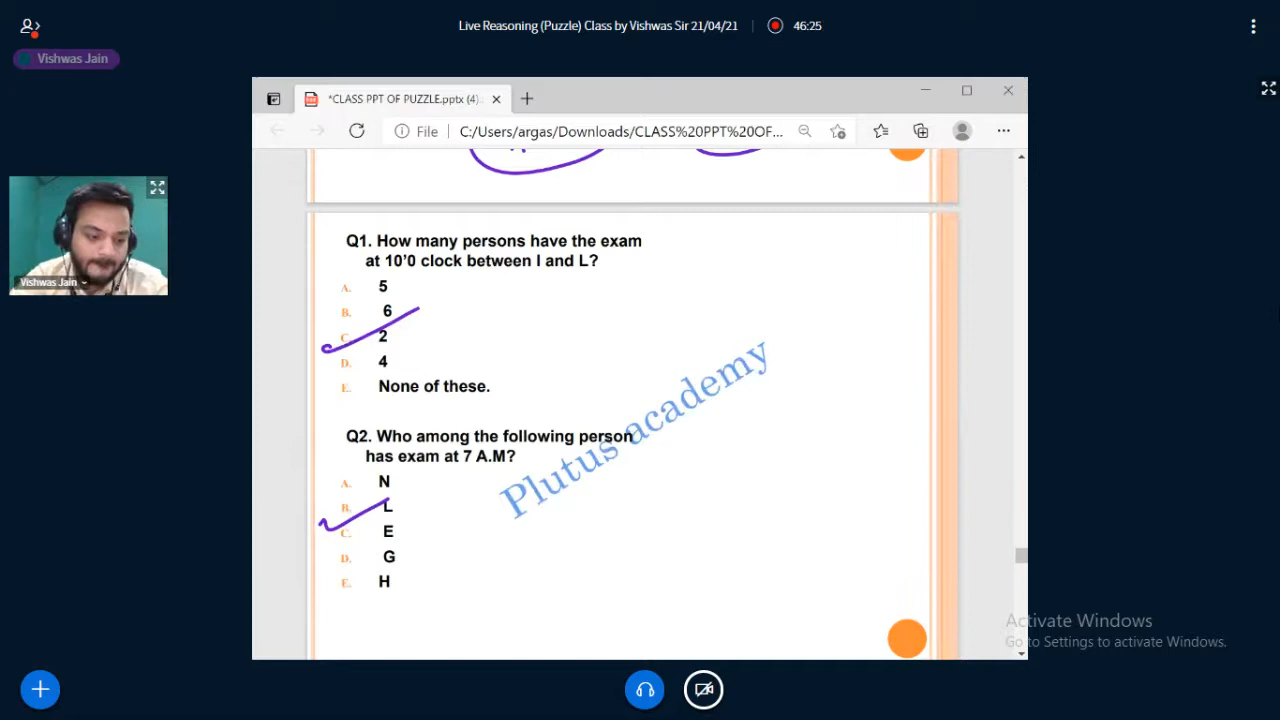 Live Reasoning (Puzzle) Class by Vishwas Sir 21/04/21 46:25
Vishwas Jain
*CLASS PPT OF PUZZLE.pptx (4).
File C:/Users/argas/Downloads/CLASS%20PPT%20OF...
Vishwas Jain
Q1. How many persons have the exam
at 10'0 clock between I and L?
A. 5
B. 6
C. 2
D. 4
E. None of these.
Q2. Who among the following person
has exam at 7 A.M?
A. N
B. L
C. E
D. G
E. H
Plutus academy
Activate Windows
Go to Settings to activate Windows.